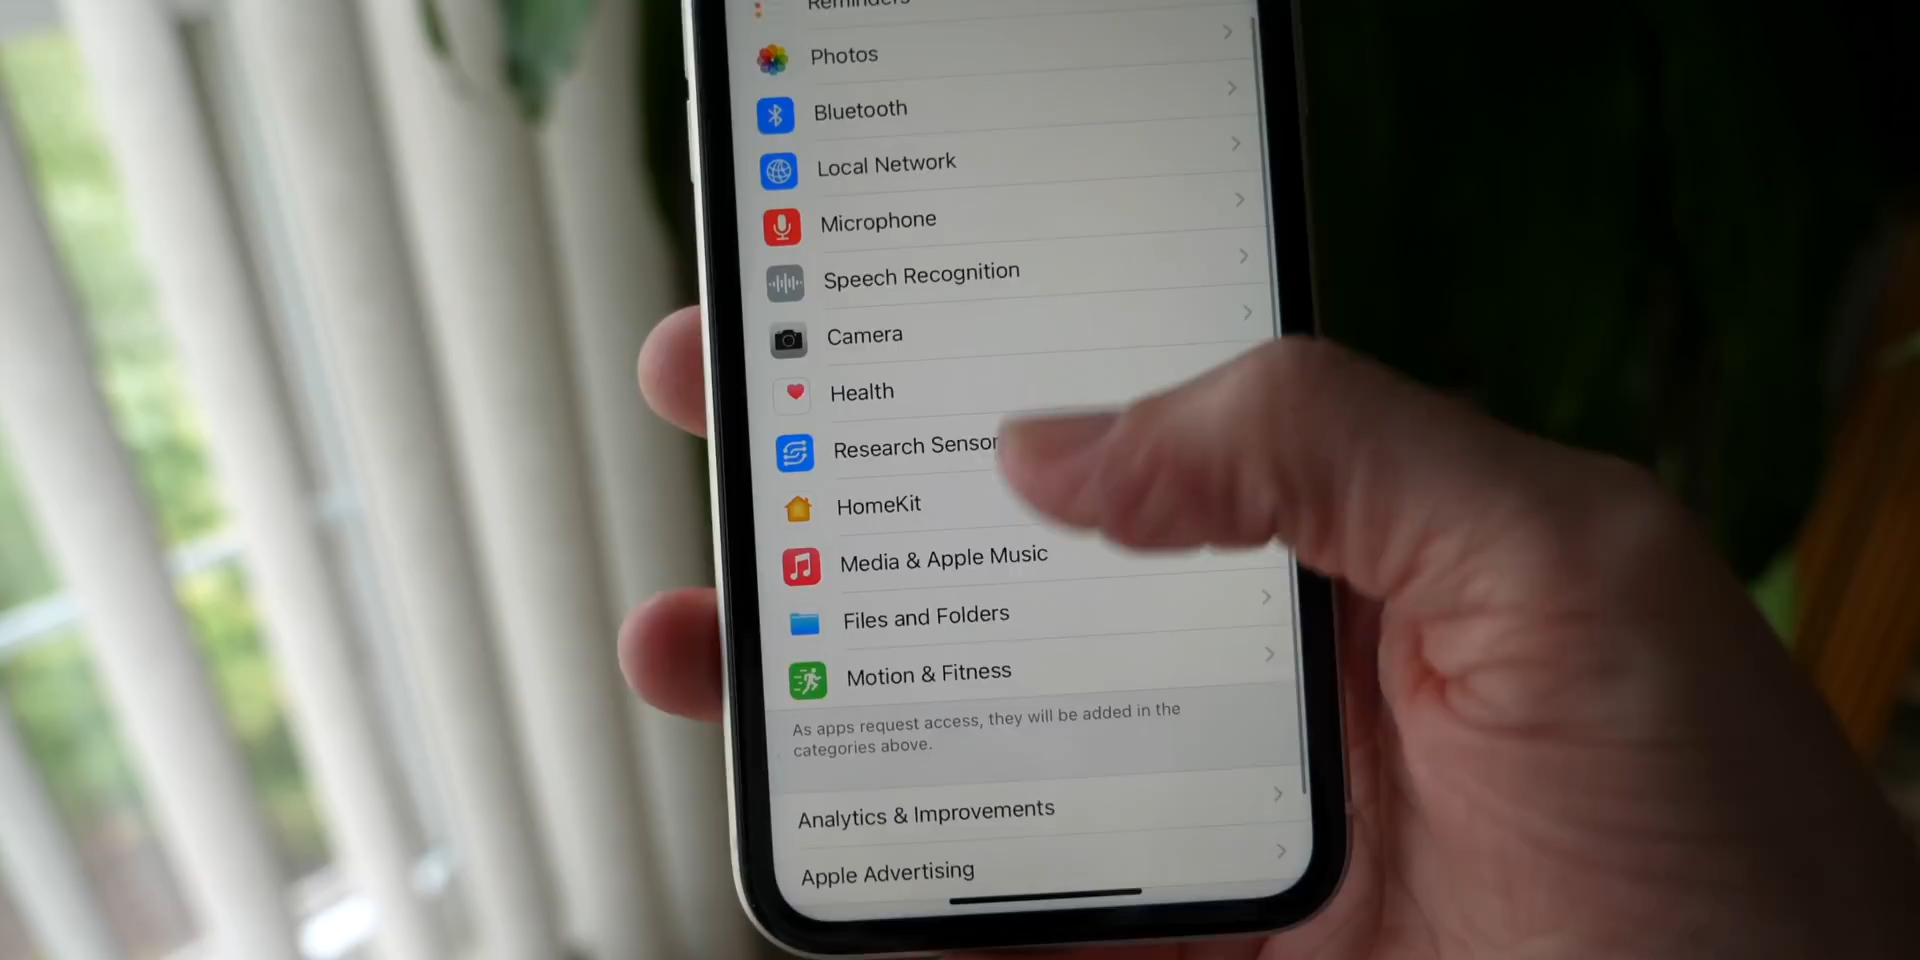 Reminders
Photos
Bluetooth
Local Network
Microphone
Speech Recognition
Camera
Health
Research Sensor
HomeKit
Media & Apple Music
Files and Folders
Motion & Fitness
As apps request access, they will be added in the
categories above.
Analytics & Improvements
Apple Advertising